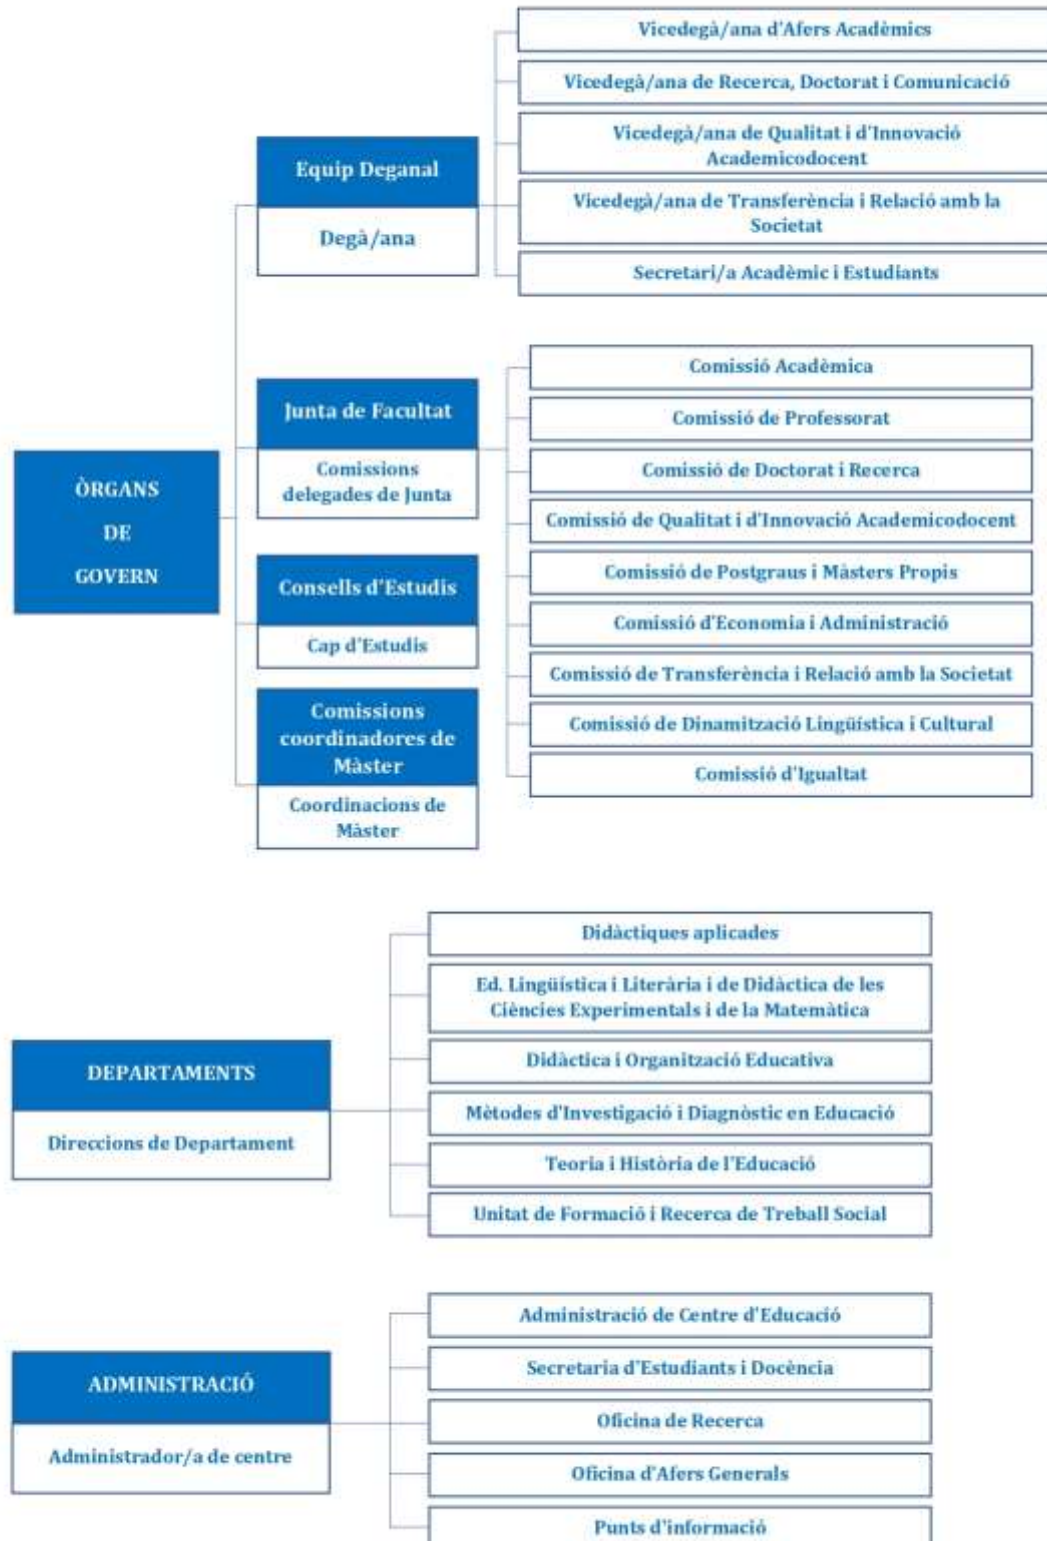 Vicedegà/ana d'Afers Acadèmics
Vicedegà/ana de Recerca, Doctorat i Comunicació
Vicedegà/ana de Qualitat i d'Innovació
Academicodocent
Equip Deganal
Degà/ana
Vicedegà/ana de Transferència i Relació amb la
Societat
Secretari/a Acadèmic i Estudiants
ÒRGANS
DE
GOVERN
Junta de Facultat
Comissions
delegades de Junta
Comissió Acadèmica
Comissió de Professorat
Comissió de Doctorat i Recerca
Comissió de Qualitat i d'Innovació Academicodocent
Comissió de Postgraus i Màsters Propis
Comissió d'Economia i Administració
Comissió de Transferència i Relació amb la Societat
Comissió de Dinamització Lingüística i Cultural
Comissió d'Igualtat
Consells d'Estudis
Cap d'Estudis
Comissions
coordinadores de
Màster
Coordinacions de
Màster
DEPARTAMENTS
Direccions de Departament
Didàctiques aplicades
Ed. Lingüística i Literària i de Didàctica de les
Ciències Experimentals i de la Matemàtica
Didàctica i Organització Educativa
Mètodes d'Investigació i Diagnòstic en Educació
Teoria i Història de l'Educació
Unitat de Formació i Recerca de Treball Social
ADMINISTRACIÓ
Administrador/a de centre
Administració de Centre d'Educació
Secretaria d'Estudiants i Docència
Oficina de Recerca
Oficina d'Afers Generals
Punts d'informació